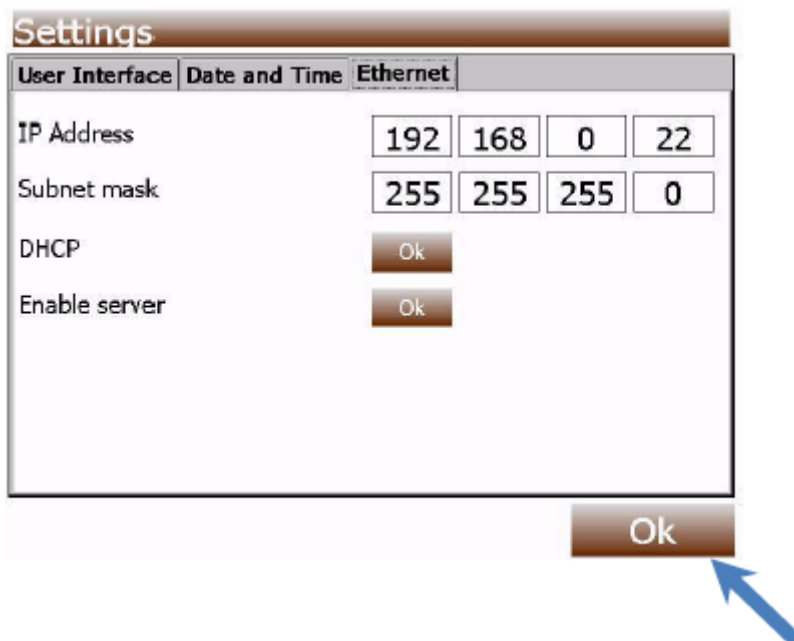 Settings
User Interface Date and Time Ethernet
IP Address 192 168 0 22
Subnet mask 255 255 255 0
DHCP Ok
Enable server Ok
Ok